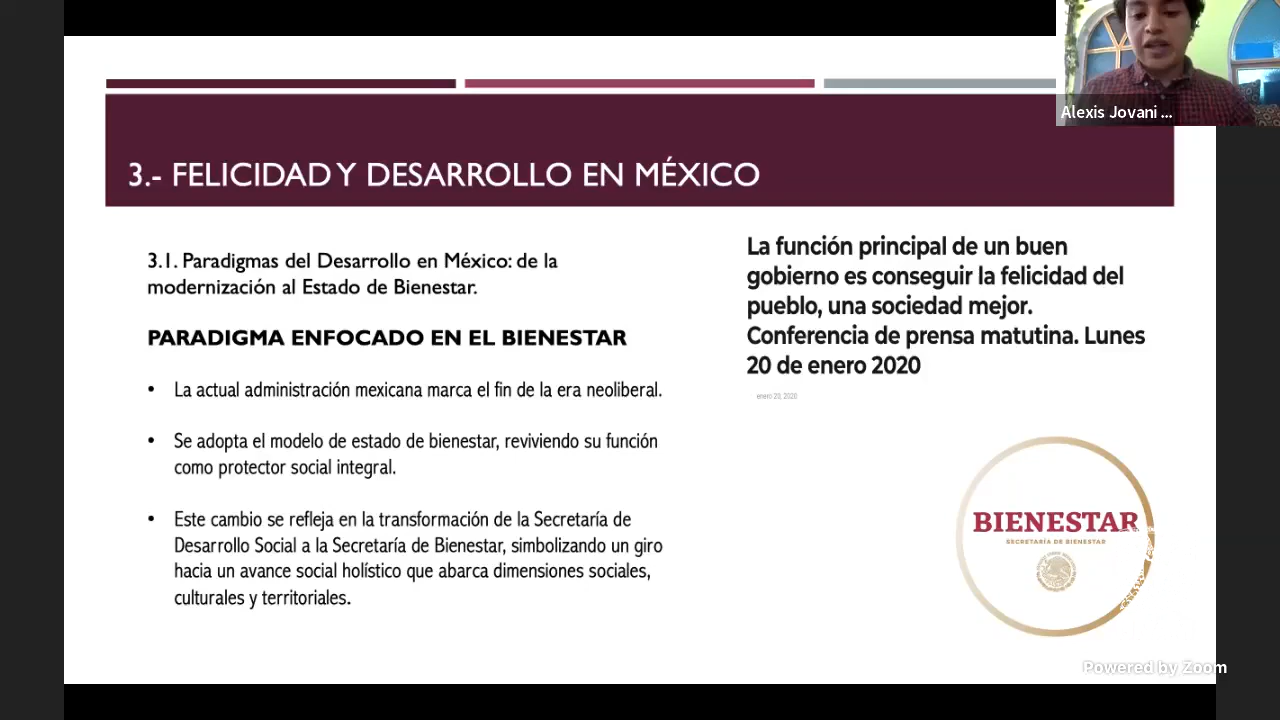 Alexis Jovani ...
3.- FELICIDAD Y DESARROLLO EN MÉXICO
3.1. Paradigmas del Desarrollo en México: de la
modernización al Estado de Bienestar.
PARADIGMA ENFOCADO EN EL BIENESTAR
• La actual administración mexicana marca el fin de la era neoliberal.
• Se adopta el modelo de estado de bienestar, reviviendo su función
como protector social integral.
• Este cambio se refleja en la transformación de la Secretaría de
Desarrollo Social a la Secretaría de Bienestar, simbolizando un giro
hacia un avance social holístico que abarca dimensiones sociales,
culturales y territoriales.
La función principal de un buen
gobierno es conseguir la felicidad del
pueblo, una sociedad mejor.
Conferencia de prensa matutina. Lunes
20 de enero 2020
enero 20, 2020
BIENESTAR
SECRETARÍA DE BIENESTAR
Powered by Zoom